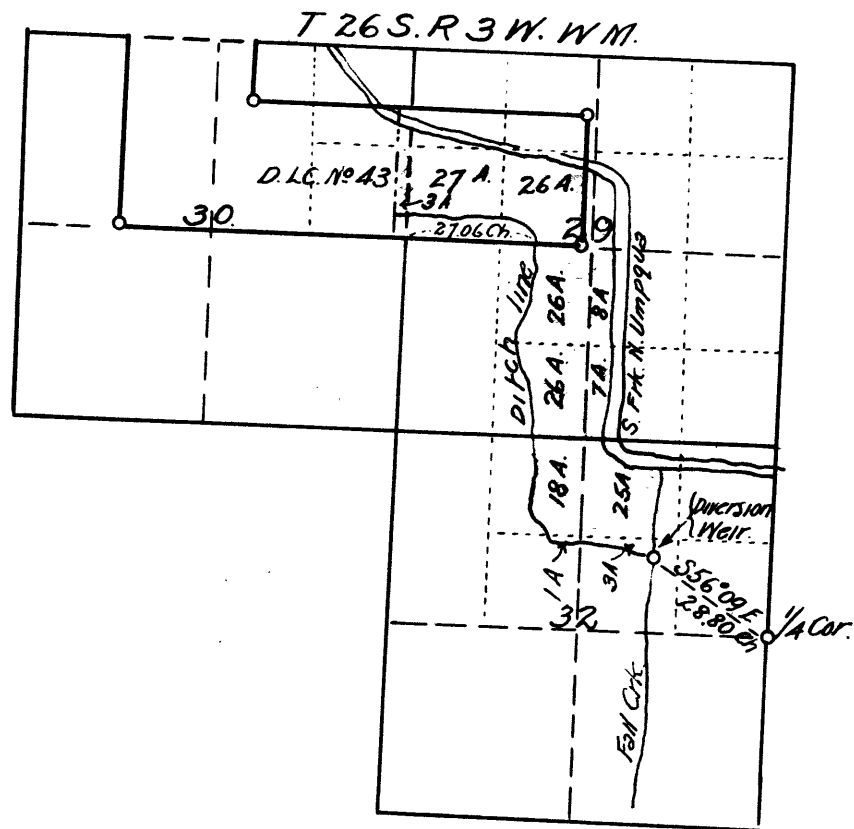 T 26 S. R 3 W. W M.
D.L.C. Nº 43
27 A.
26 A.
3 A
30
27.06 Ch.
29
Ditch line
26 A.
8 A
26 A.
7 A.
S. Frk. N. Umpqua
18 A.
25 A
Diversion
Weir.
1 A
3 A
S 56° 09 E
28.80 Ch
1/4 Cor.
32
Fall Crk.